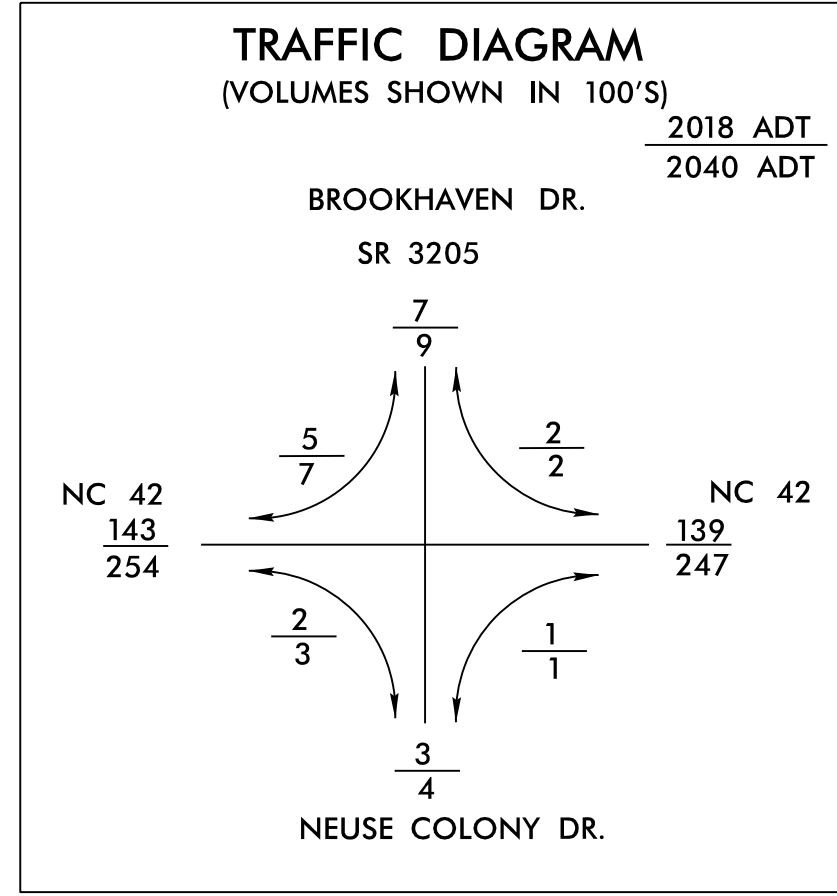 TRAFFIC DIAGRAM
(VOLUMES SHOWN IN 100'S)
2018 ADT
2040 ADT
BROOKHAVEN DR.
SR 3205
7
9
5
7
2
2
NC 42
143
254
NC 42
139
247
2
3
1
1
3
4
NEUSE COLONY DR.